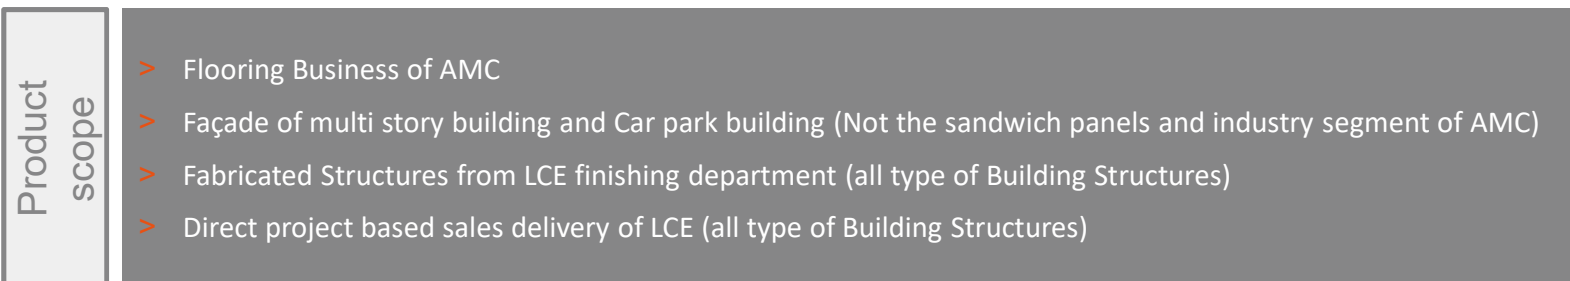 Product
scope
> Flooring Business of AMC
> Façade of multi story building and Car park building (Not the sandwich panels and industry segment of AMC)
> Fabricated Structures from LCE finishing department (all type of Building Structures)
> Direct project based sales delivery of LCE (all type of Building Structures)